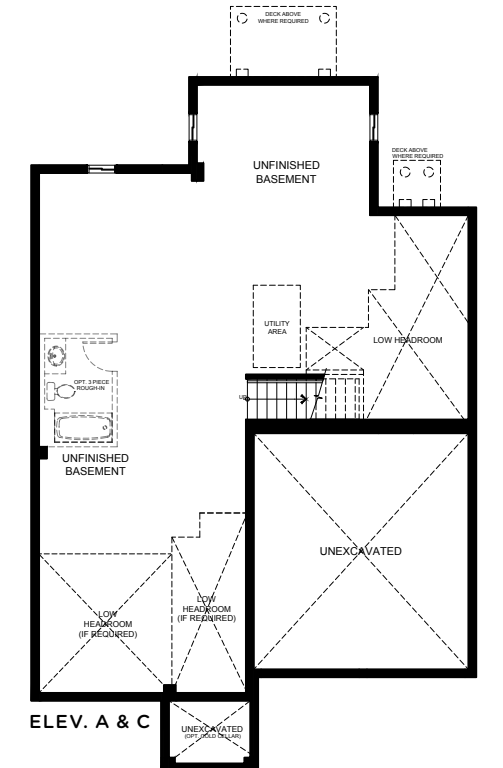 DECK ABOVE
WHERE REQUIRED
DECK ABOVE
WHERE REQUIRED
UNFINISHED
BASEMENT
UTILITY
AREA
LOW HEADROOM
OPT. 3 PIECE
ROUGH-IN
UP
UNFINISHED
BASEMENT
UNEXCAVATED
LOW
HEADROOM
(IF REQUIRED)
LOW
HEADROOM
(IF REQUIRED)
ELEV. A & C
UNEXCAVATED
(OPT. COLD CELLAR)